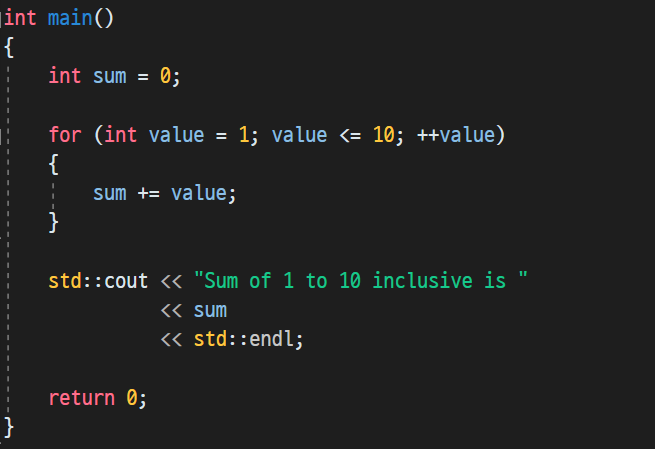 int main()
{
    int sum = 0;

    for (int value = 1; value <= 10; ++value)
    {
        sum += value;
    }

    std::cout << "Sum of 1 to 10 inclusive is "
              << sum
              << std::endl;

    return 0;
}